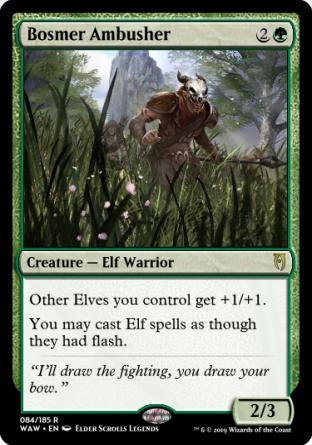 Bosmer Ambusher 2
Creature — Elf Warrior
Other Elves you control get +1/+1.
You may cast Elf spells as though
they had flash.
“I’ll draw the fighting, you draw your
bow.”
2/3
084/185 R
WAW • EN ELDER SCROLLS LEGENDS
™ & © 2019 Wizards of the Coast